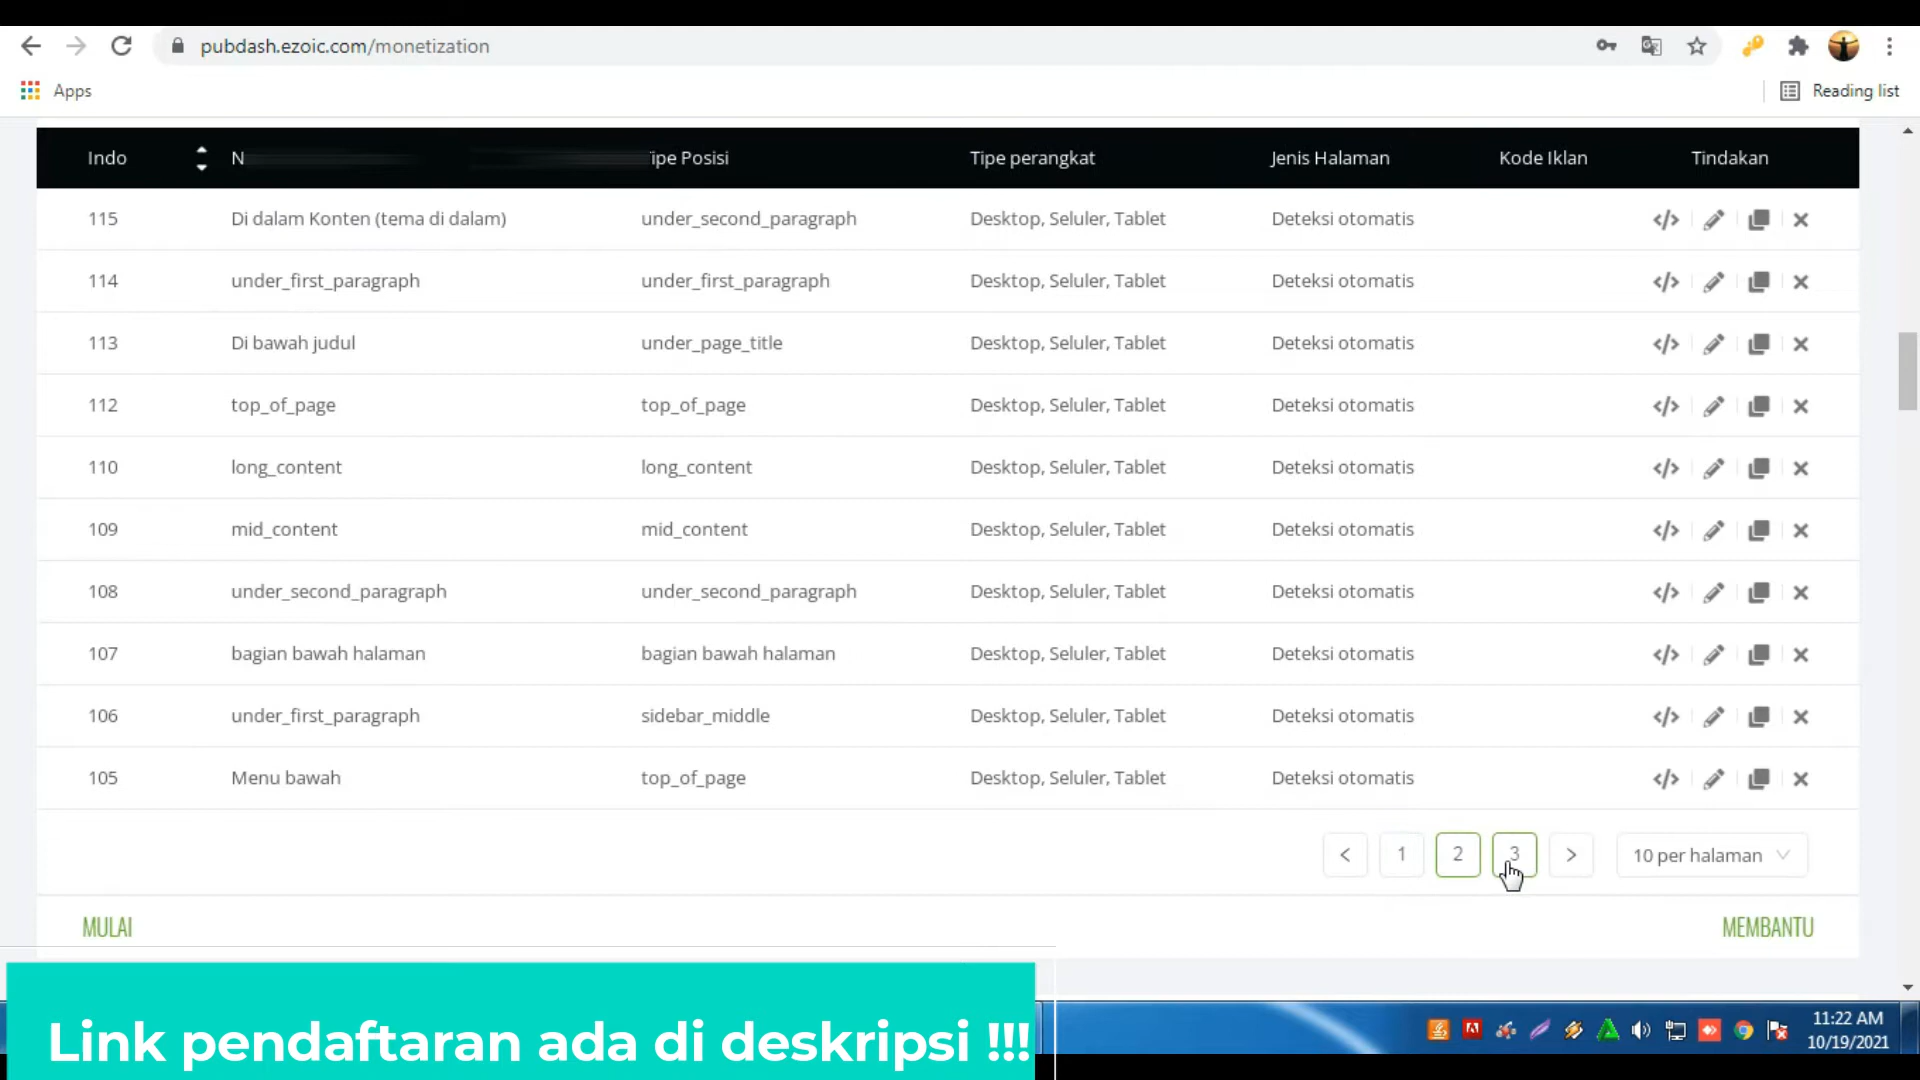 pubdash.ezoic.com/monetization
Apps
Reading list
Indo N ipe Posisi Tipe perangkat Jenis Halaman Kode Iklan Tindakan
115 Di dalam Konten (tema di dalam) under_second_paragraph Desktop, Seluler, Tablet Deteksi otomatis
114 under_first_paragraph under_first_paragraph Desktop, Seluler, Tablet Deteksi otomatis
113 Di bawah judul under_page_title Desktop, Seluler, Tablet Deteksi otomatis
112 top_of_page top_of_page Desktop, Seluler, Tablet Deteksi otomatis
110 long_content long_content Desktop, Seluler, Tablet Deteksi otomatis
109 mid_content mid_content Desktop, Seluler, Tablet Deteksi otomatis
108 under_second_paragraph under_second_paragraph Desktop, Seluler, Tablet Deteksi otomatis
107 bagian bawah halaman bagian bawah halaman Desktop, Seluler, Tablet Deteksi otomatis
106 under_first_paragraph sidebar_middle Desktop, Seluler, Tablet Deteksi otomatis
105 Menu bawah top_of_page Desktop, Seluler, Tablet Deteksi otomatis
< 1 2 3 > 10 per halaman
MULAI MEMBANTU
Link pendaftaran ada di deskripsi !!!
11:22 AM
10/19/2021